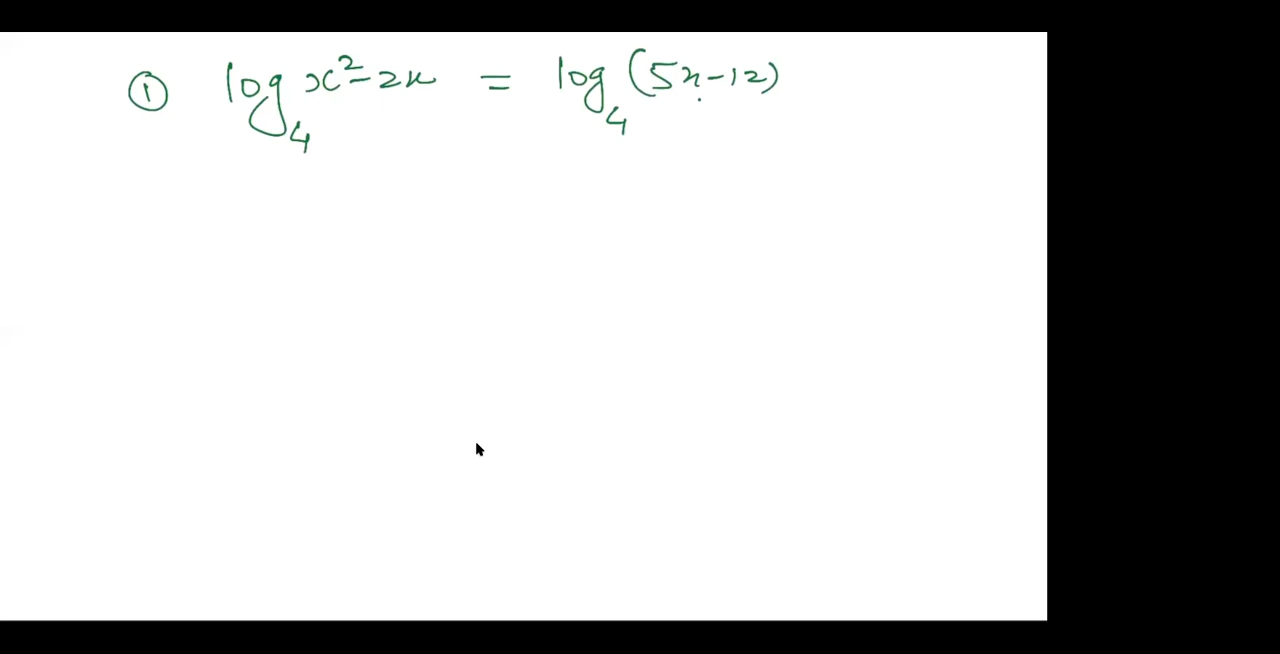 ① log₄ x²-2x = log₄ (5x-12)